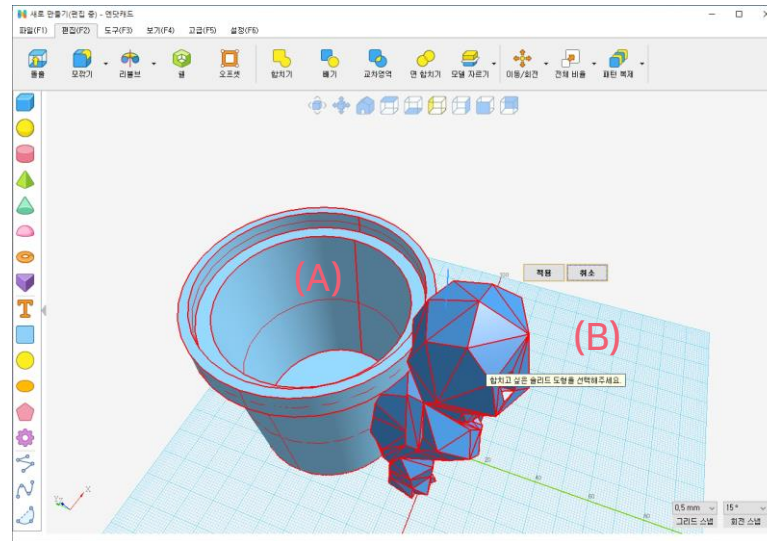 새로 만들기(편집 중) - 엔닷캐드
파일(F1) 편집(F2) 도구(F3) 보기(F4) 고급(F5) 설정(F6)
돌출 모깎기 리볼브 쉘 오프셋 합치기 빼기 교차영역 면 합치기 모델 자르기 이동/회전 전체 비율 패턴 복제
(A)
적용 취소
(B)
합치고 싶은 솔리드 도형를 선택해주세요.
T
X
0,5 mm 15°
그리드 스냅 회전 스냅